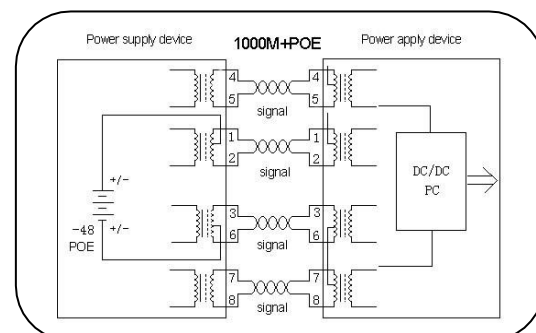 1000M+POE
Power supply device
Power apply device
4
5
signal
4
5
1
2
signal
1
2
+/-
-48
POE
+/-
3
6
signal
3
6
7
8
signal
7
8
DC/DC
PC